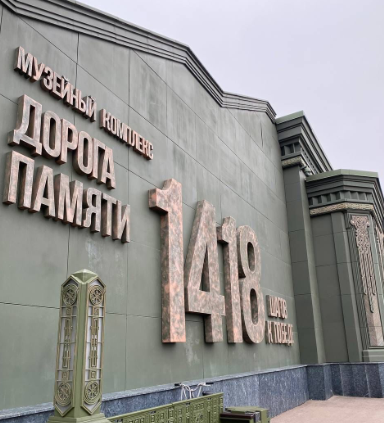 МУЗЕЙНЫЙ КОМПЛЕКС
ДОРОГА
ПАМЯТИ
1418
ШАГОВ
К ПОБЕДЕ